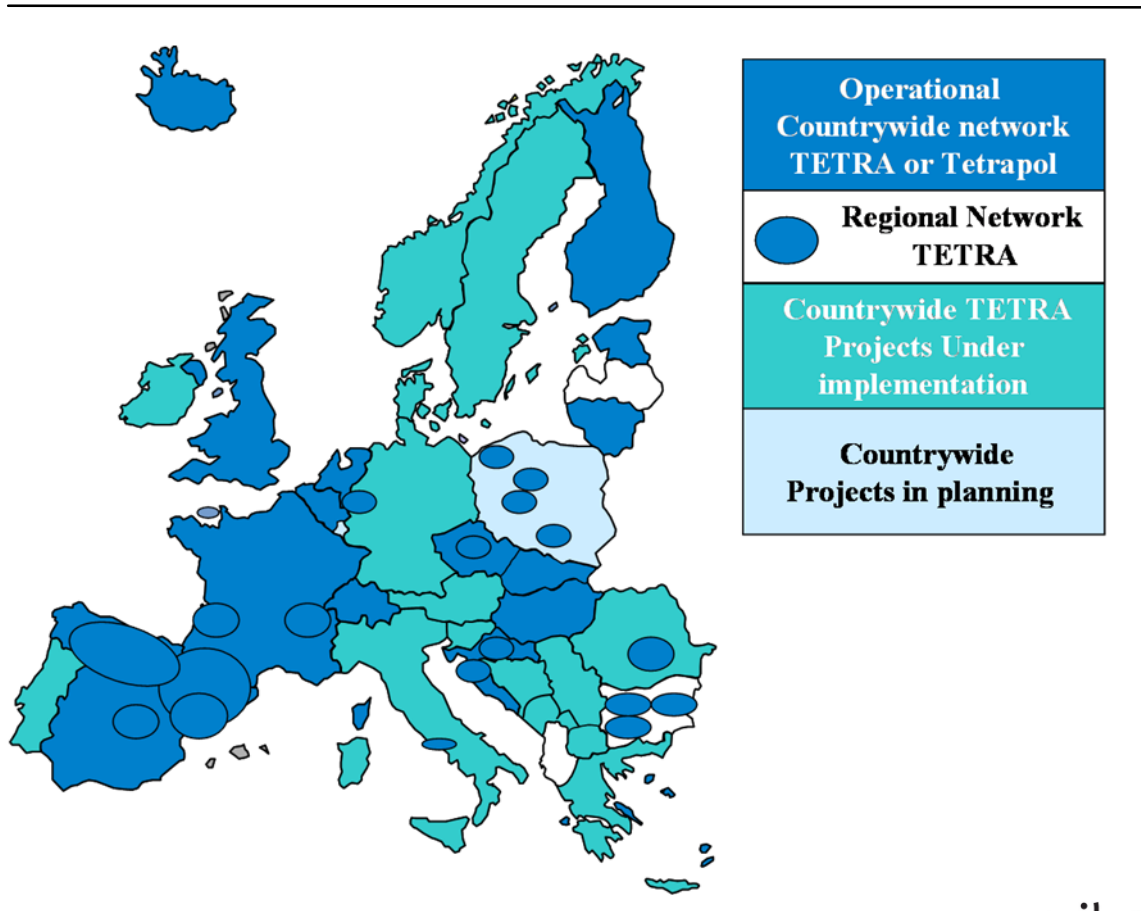 Operational
Countrywide network
TETRA or Tetrapol
Regional Network
TETRA
Countrywide TETRA
Projects Under
implementation
Countrywide
Projects in planning